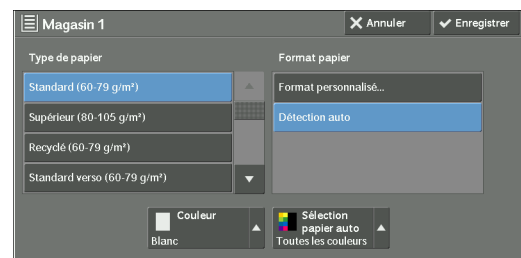 Magasin 1
Annuler
Enregistrer
Type de papier
Format papier
Standard (60-79 g/m²)
Supérieur (80-105 g/m²)
Recyclé (60-79 g/m²)
Standard verso (60-79 g/m²)
Format personnalisé...
Détection auto
Couleur
Blanc
Sélection
papier auto
Toutes les couleurs